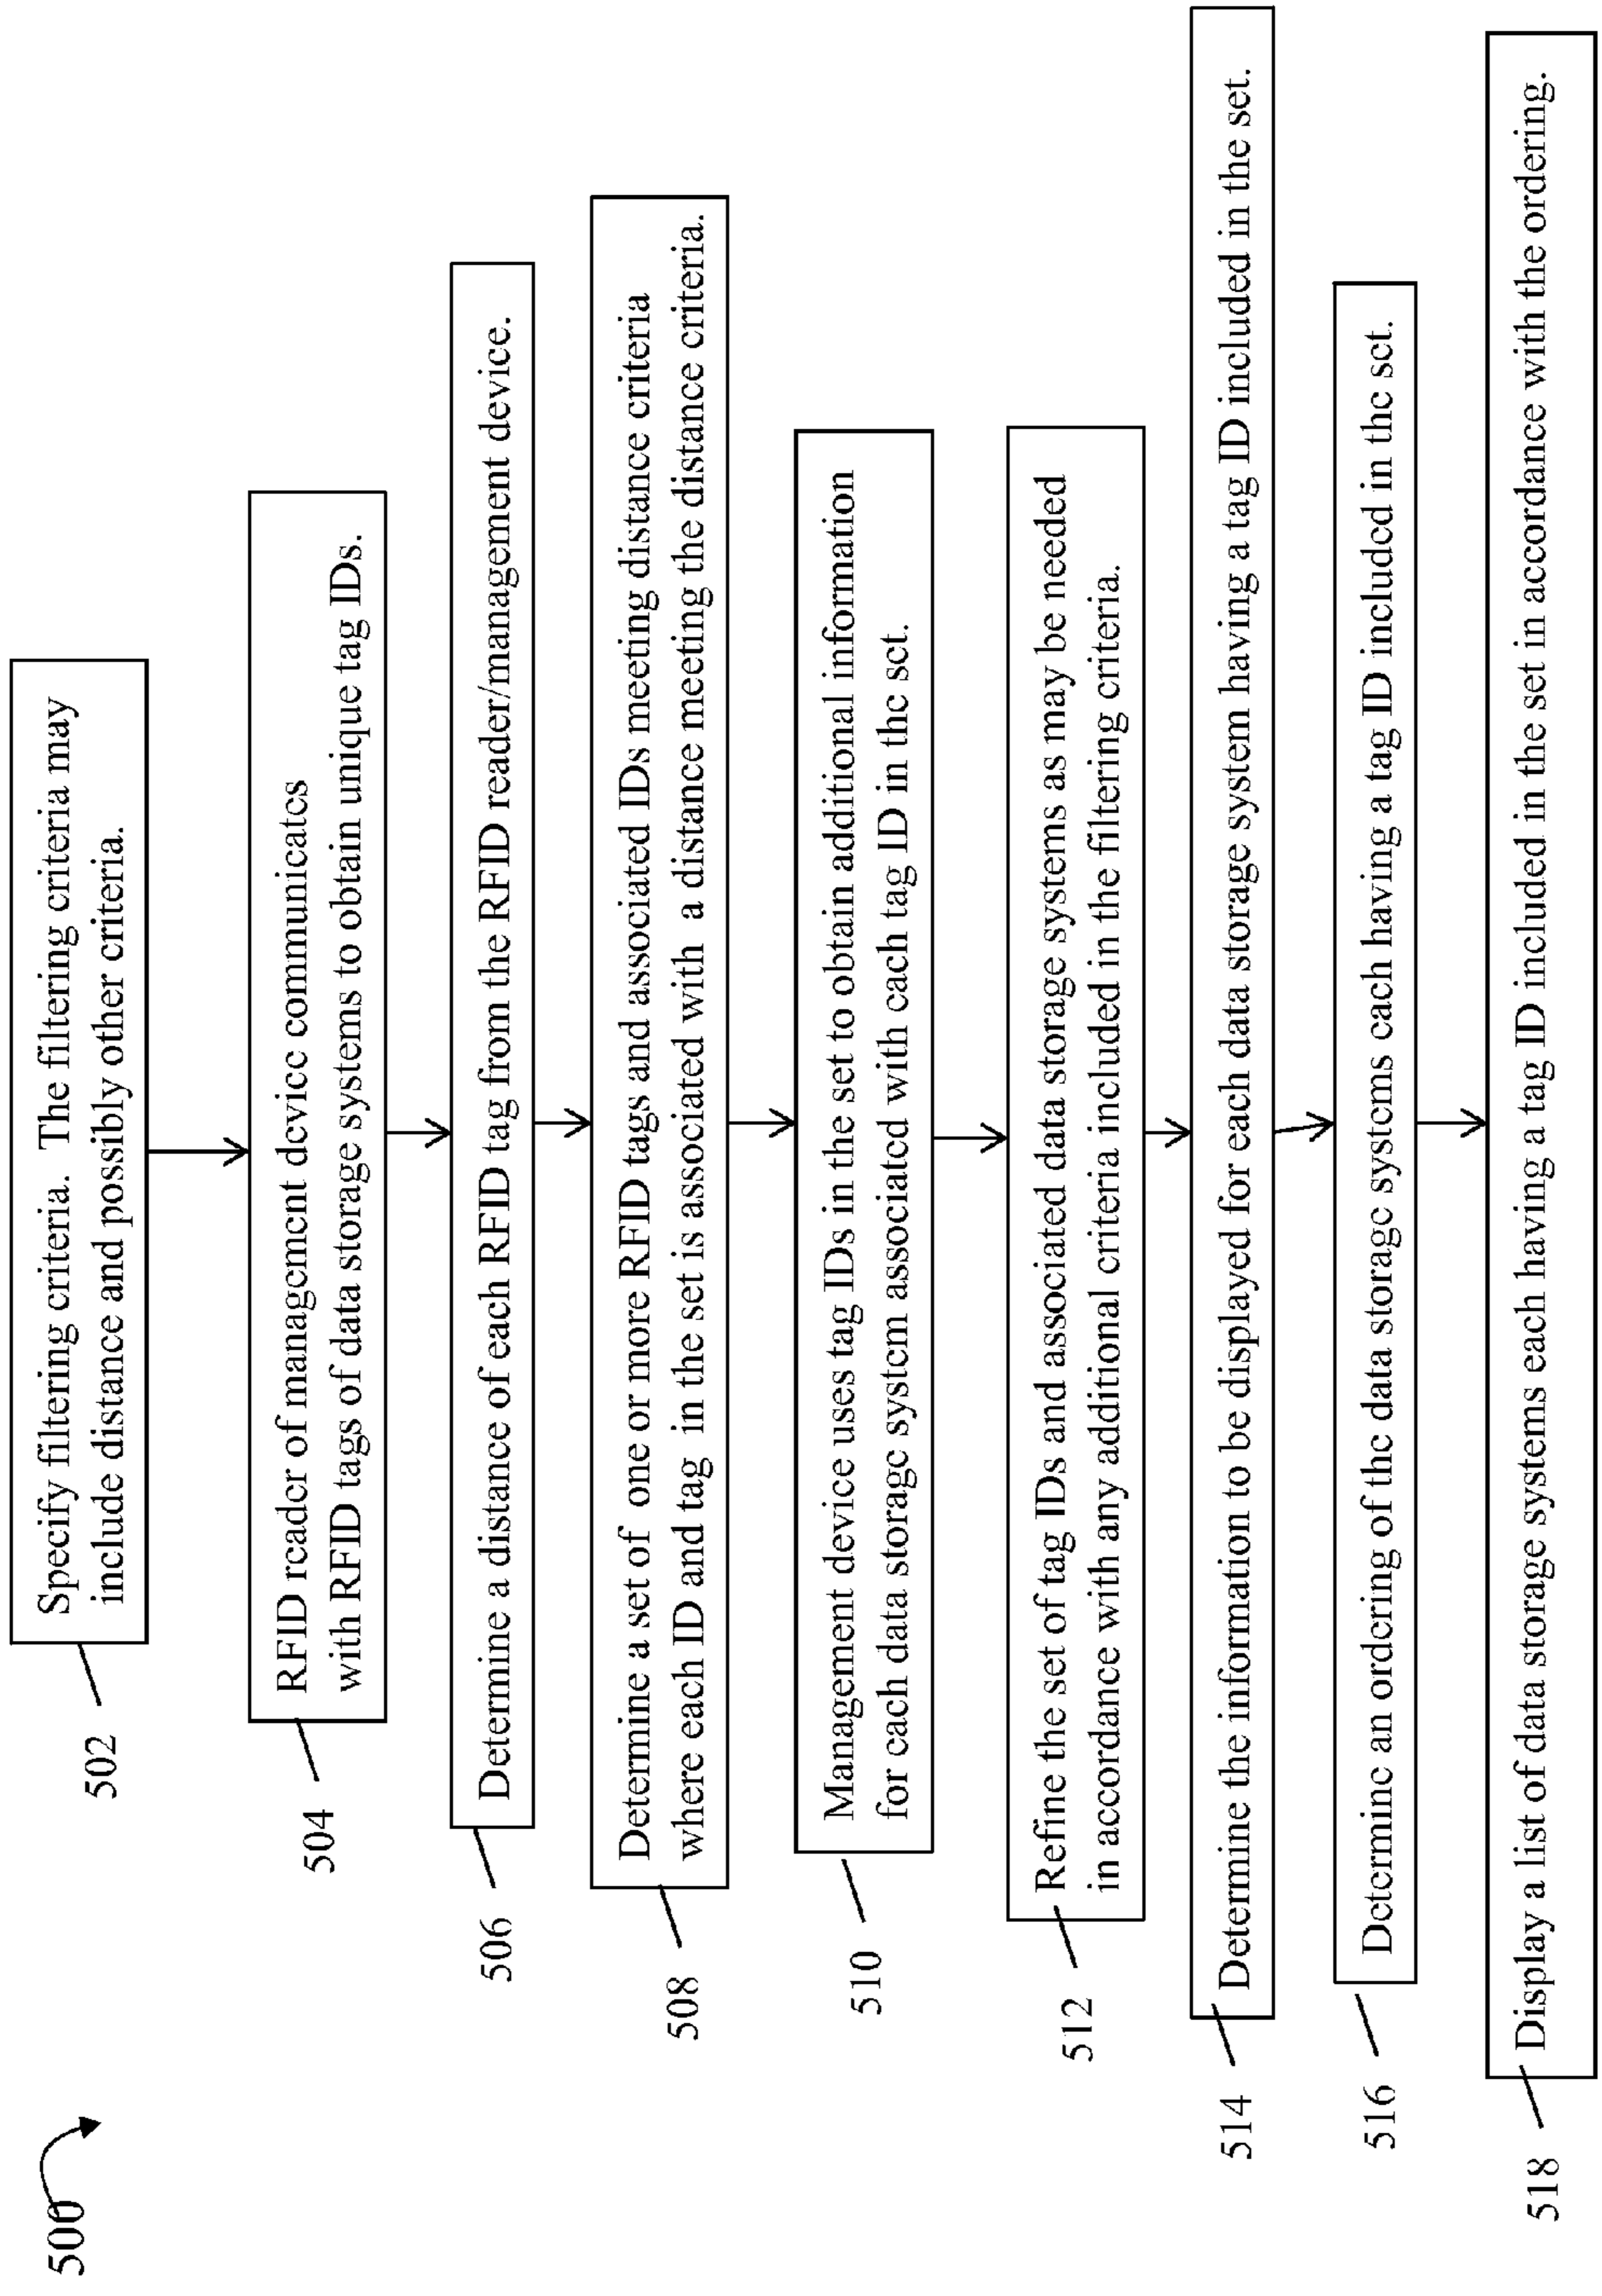 500
502
Specify filtering criteria. The filtering criteria may
include distance and possibly other criteria.
504
RFID reader of management device communicates
with RFID tags of data storage systems to obtain unique tag IDs.
506
Determine a distance of each RFID tag from the RFID reader/management device.
508
Determine a set of one or more RFID tags and associated IDs meeting distance criteria
where each ID and tag in the set is associated with a distance meeting the distance criteria.
510
Management device uses tag IDs in the set to obtain additional information
for each data storage system associated with each tag ID in the set.
512
Refine the set of tag IDs and associated data storage systems as may be needed
in accordance with any additional criteria included in the filtering criteria.
514
Determine the information to be displayed for each data storage system having a tag ID included in the set.
516
Determine an ordering of the data storage systems each having a tag ID included in the set.
518
Display a list of data storage systems each having a tag ID included in the set in accordance with the ordering.